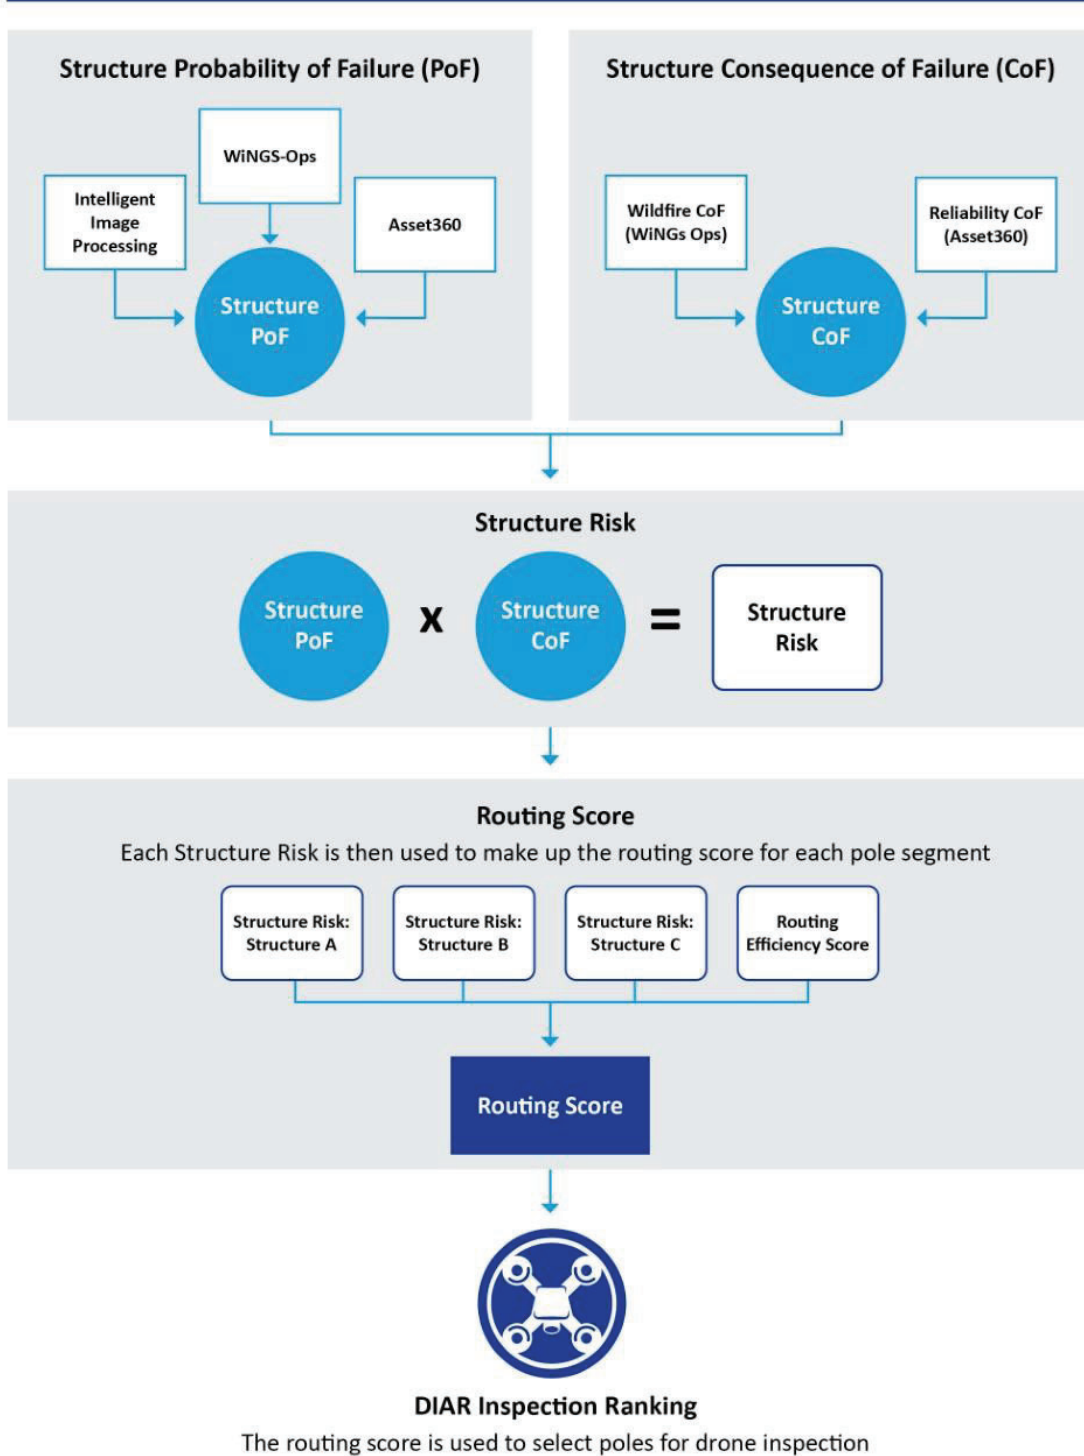 Structure Probability of Failure (PoF)
WiNGS-Ops
Intelligent
Image
Processing
Asset360
Structure
PoF
Structure Consequence of Failure (CoF)
Wildfire CoF
(WiNGs Ops)
Reliability CoF
(Asset360)
Structure
CoF
Structure Risk
Structure
PoF
x
Structure
CoF
=
Structure
Risk
Routing Score
Each Structure Risk is then used to make up the routing score for each pole segment
Structure Risk:
Structure A
Structure Risk:
Structure B
Structure Risk:
Structure C
Routing
Efficiency Score
Routing Score
DIAR Inspection Ranking
The routing score is used to select poles for drone inspection